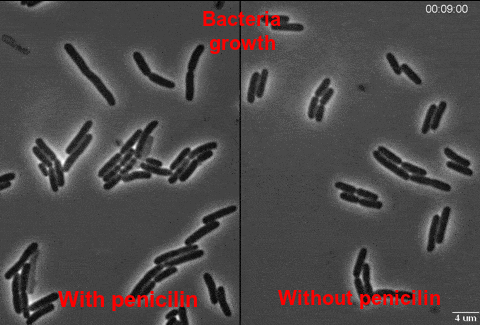 00:09:00
Bacteria
growth
With penicilin
Without penicilin
4 um